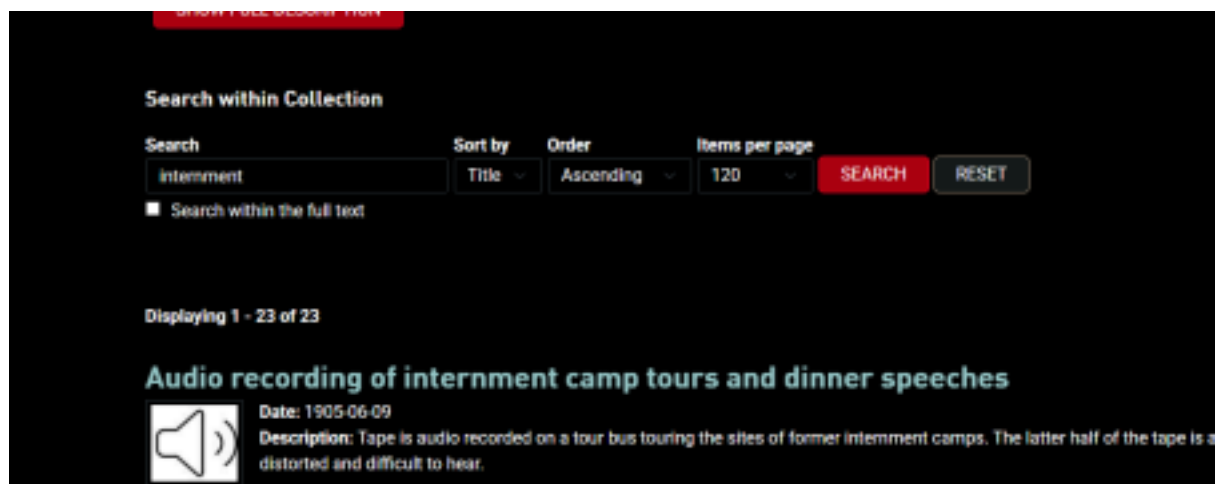 SHOW FULL DESCRIPTION
Search within Collection
Search Sort by Order Items per page
internment Title Ascending 120 SEARCH RESET
Search within the full text
Displaying 1 - 23 of 23
Audio recording of internment camp tours and dinner speeches
Date: 1905-06-09
Description: Tape is audio recorded on a tour bus touring the sites of former internment camps. The latter half of the tape is a
distorted and difficult to hear.